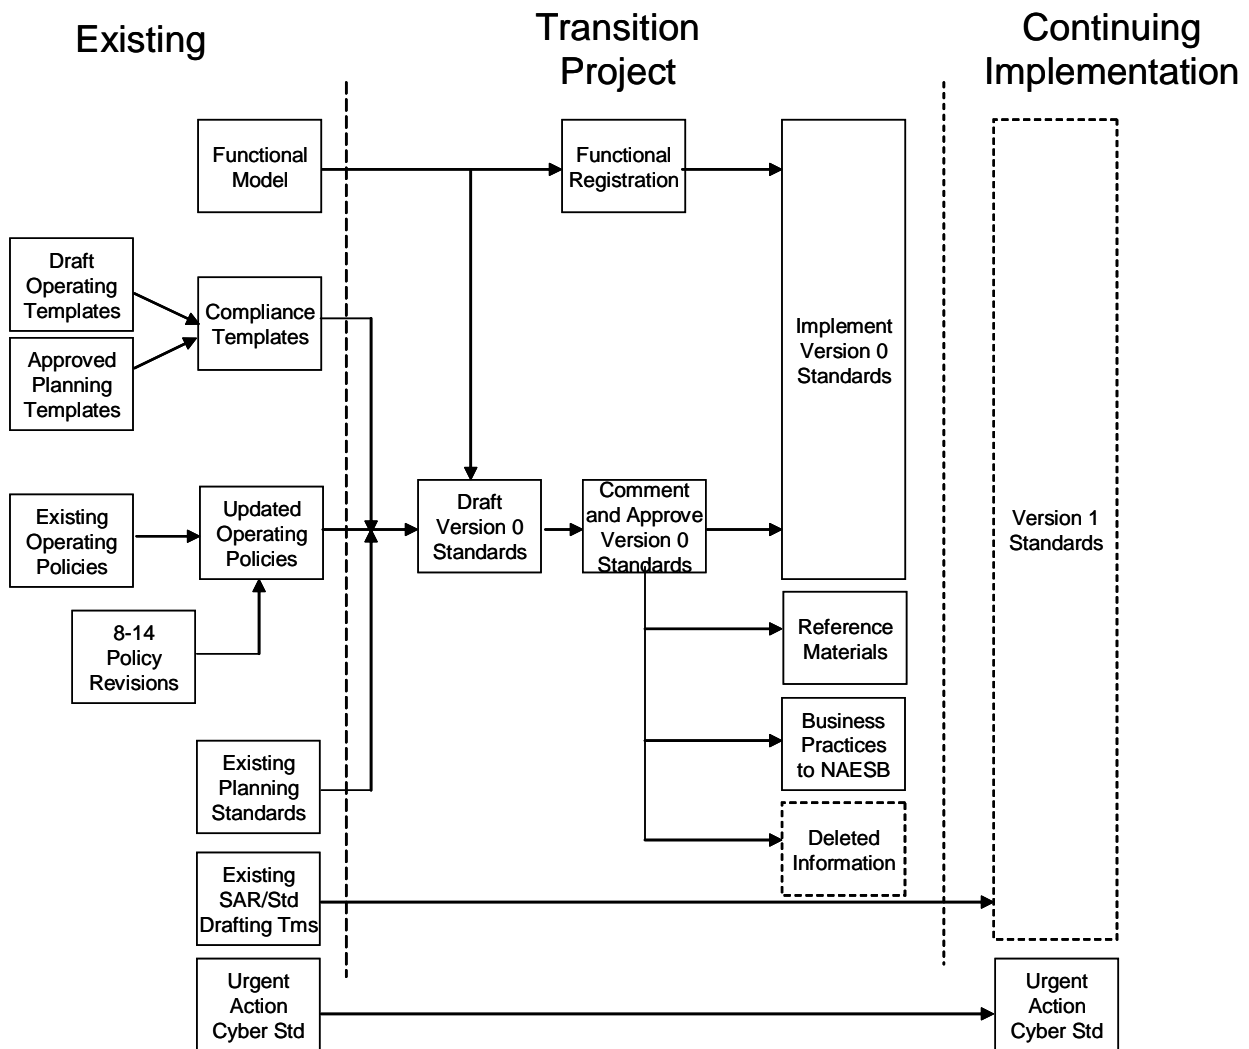 Existing
Transition
Project
Continuing
Implementation
Functional
Model
Functional
Registration
Draft
Operating
Templates
Compliance
Templates
Approved
Planning
Templates
Implement
Version 0
Standards
Existing
Operating
Policies
Updated
Operating
Policies
Draft
Version 0
Standards
Comment
and Approve
Version 0
Standards
Version 1
Standards
8-14
Policy
Revisions
Reference
Materials
Business
Practices
to NAESB
Existing
Planning
Standards
Deleted
Information
Existing
SAR/Std
Drafting Tms
Urgent
Action
Cyber Std
Urgent
Action
Cyber Std